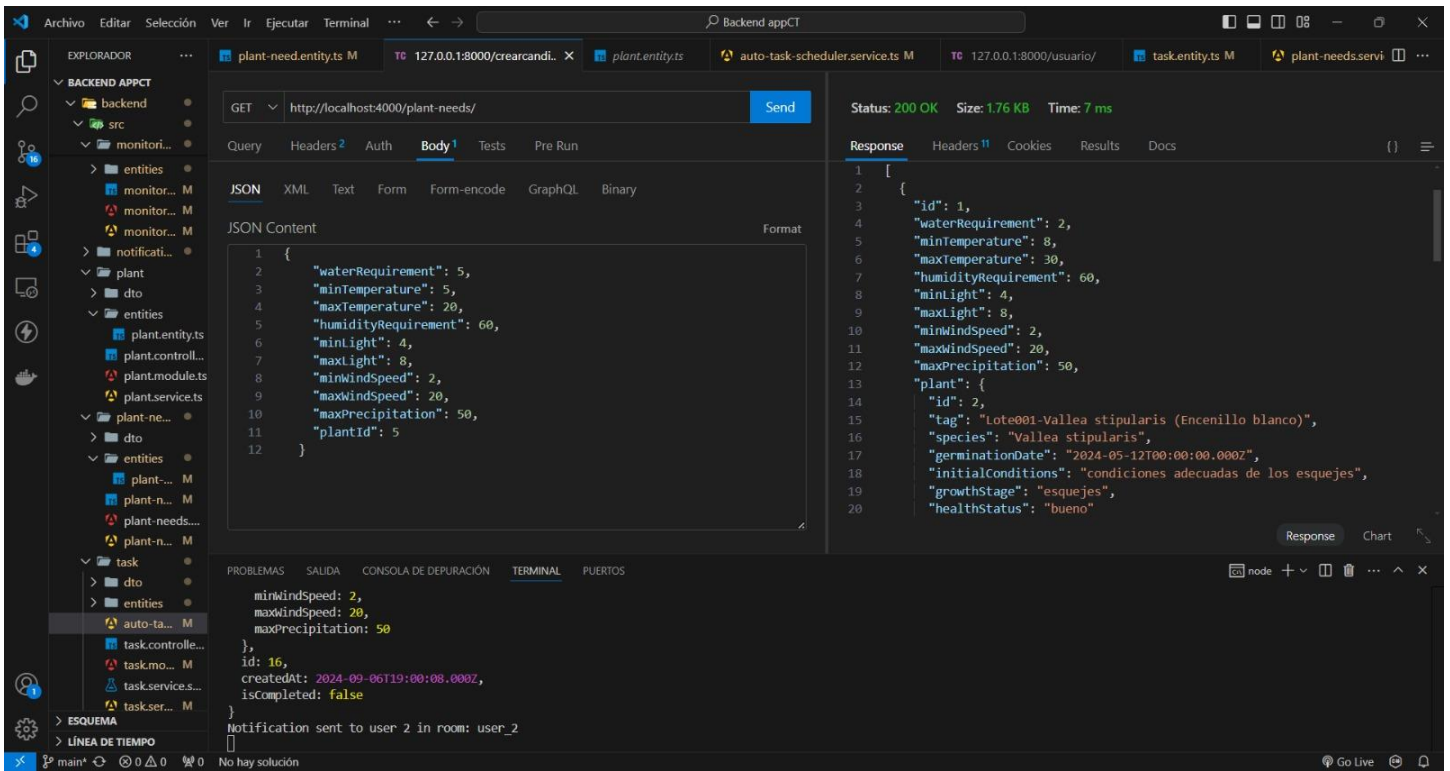 Archivo Editar Selección Ver Ir Ejecutar Terminal ··· Backend appCT
EXPLORADOR ···
plant-need.entity.ts M TC 127.0.0.1:8000/crearcandi.. plant.entity.ts auto-task-scheduler.service.ts M TC 127.0.0.1:8000/usuario/ task.entity.ts M plant-needs.servi ···
BACKEND APPCT
backend
src
monitori...
entities
monitor... M
monitor... M
monitor... M
notificati...
plant
dto
entities
plant.entity.ts
plant.controll...
plant.module.ts
plant.service.ts
plant-ne...
dto
entities
plant-... M
plant-n... M
plant-needs....
plant-n... M
task
dto
entities
auto-ta... M
task.controlle...
task.mo... M
task.service.s...
task.ser... M
ESQUEMA
LÍNEA DE TIEMPO
16
4
1
GET http://localhost:4000/plant-needs/ Send
Query Headers 2 Auth Body 1 Tests Pre Run
JSON XML Text Form Form-encode GraphQL Binary
JSON Content Format
1 {
2 "waterRequirement": 5,
3 "minTemperature": 5,
4 "maxTemperature": 20,
5 "humidityRequirement": 60,
6 "minLight": 4,
7 "maxLight": 8,
8 "minWindSpeed": 2,
9 "maxWindSpeed": 20,
10 "maxPrecipitation": 50,
11 "plantId": 5
12 }
Status: 200 OK Size: 1.76 KB Time: 7 ms
Response Headers 11 Cookies Results Docs {}
1 [
2 {
3 "id": 1,
4 "waterRequirement": 2,
5 "minTemperature": 8,
6 "maxTemperature": 30,
7 "humidityRequirement": 60,
8 "minLight": 4,
9 "maxLight": 8,
10 "minWindSpeed": 2,
11 "maxWindSpeed": 20,
12 "maxPrecipitation": 50,
13 "plant": {
14 "id": 2,
15 "tag": "Lote001-Vallea stipularis (Encenillo blanco)",
16 "species": "Vallea stipularis",
17 "germinationDate": "2024-05-12T00:00:00.000Z",
18 "initialConditions": "condiciones adecuadas de los esquejes",
19 "growthStage": "esquejes",
20 "healthStatus": "bueno"
Response Chart
PROBLEMAS SALIDA CONSOLA DE DEPURACIÓN TERMINAL PUERTOS node ···
minWindSpeed: 2,
maxWindSpeed: 20,
maxPrecipitation: 50
},
id: 16,
createdAt: 2024-09-06T19:00:08.000Z,
isCompleted: false
}
Notification sent to user 2 in room: user_2
main* 0 0 0 No hay solución Go Live